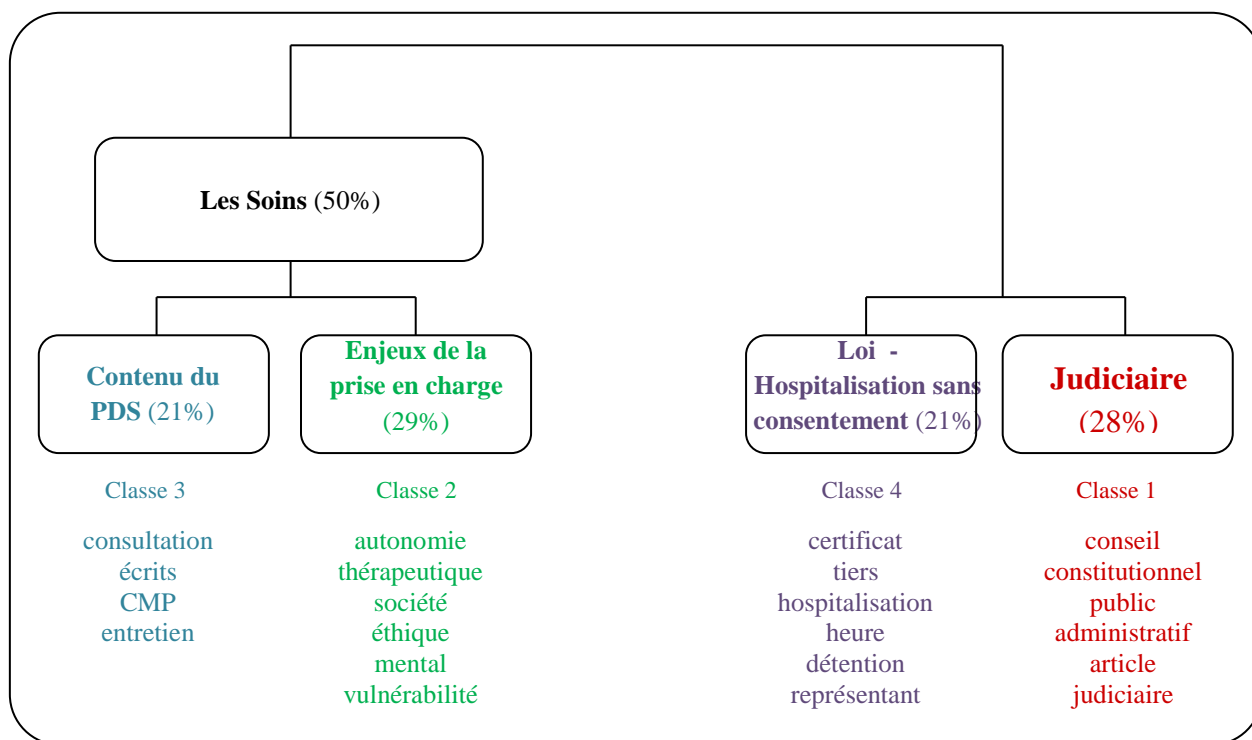 Les Soins (50%)
Contenu du
PDS (21%)
Enjeux de la
prise en charge
(29%)
Loi -
Hospitalisation sans
consentement (21%)
Judiciaire
(28%)
Classe 3
consultation
écrits
CMP
entretien
Classe 2
autonomie
thérapeutique
société
éthique
mental
vulnérabilité
Classe 4
certificat
tiers
hospitalisation
heure
détention
représentant
Classe 1
conseil
constitutionnel
public
administratif
article
judiciaire